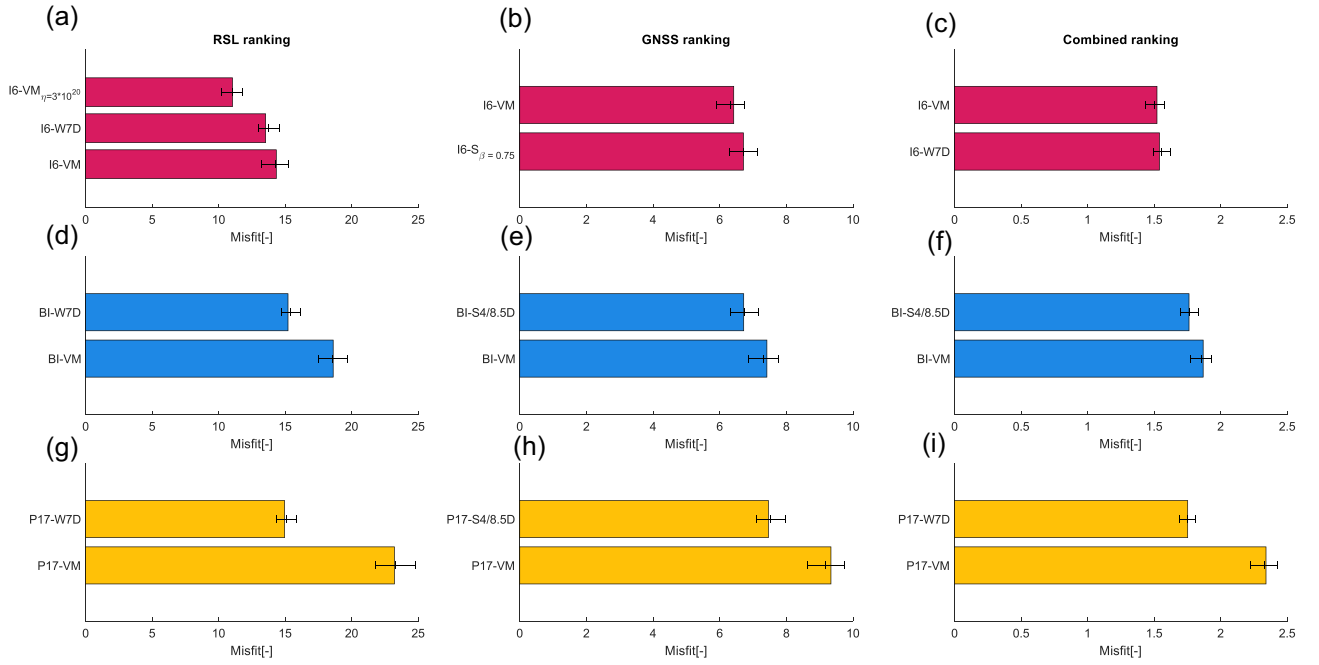 (a)
RSL ranking
I6-VM η=3*10^20
I6-W7D
I6-VM
0 5 10 15 20 25
Misfit[-]
(b)
GNSS ranking
I6-VM
I6-S β = 0.75
0 2 4 6 8 10
Misfit[-]
(c)
Combined ranking
I6-VM
I6-W7D
0 0.5 1 1.5 2 2.5
Misfit[-]
(d)
BI-W7D
BI-VM
0 5 10 15 20 25
Misfit[-]
(e)
BI-S4/8.5D
BI-VM
0 2 4 6 8 10
Misfit[-]
(f)
BI-S4/8.5D
BI-VM
0 0.5 1 1.5 2 2.5
Misfit[-]
(g)
P17-W7D
P17-VM
0 5 10 15 20 25
Misfit[-]
(h)
P17-S4/8.5D
P17-VM
0 2 4 6 8 10
Misfit[-]
(i)
P17-W7D
P17-VM
0 0.5 1 1.5 2 2.5
Misfit[-]